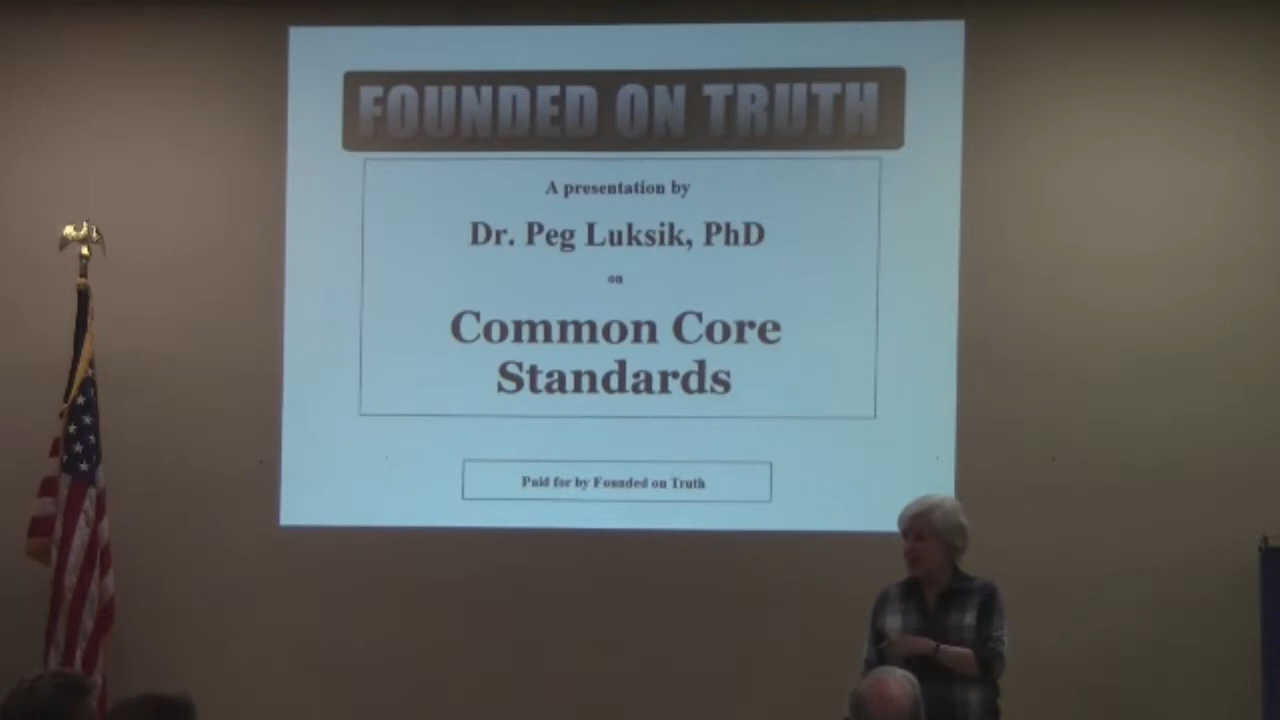 FOUNDED ON TRUTH
A presentation by
Dr. Peg Luksik, PhD
on
Common Core
Standards
Paid for by Founded on Truth